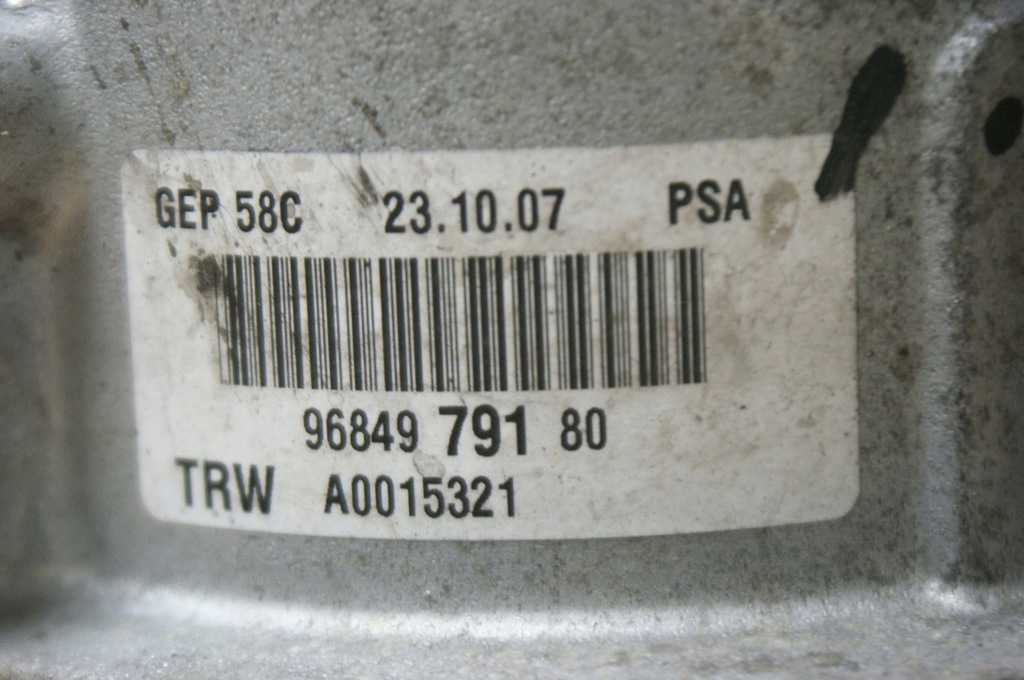 GEP 58C 23.10.07 PSA
96849 791 80
TRW A0015321